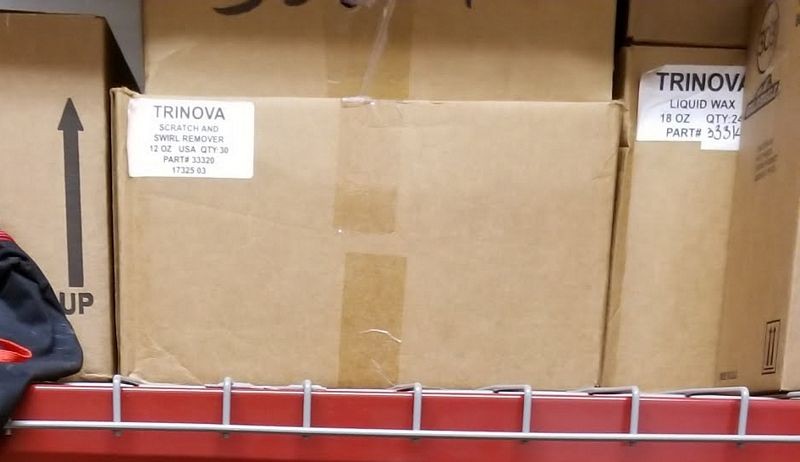 UP
TRINOVA
SCRATCH AND
SWIRL REMOVER
12 OZ USA QTY 30
PART# 33320
17325 03
TRINOVA
LIQUID WAX
18 OZ QTY:24
PART#